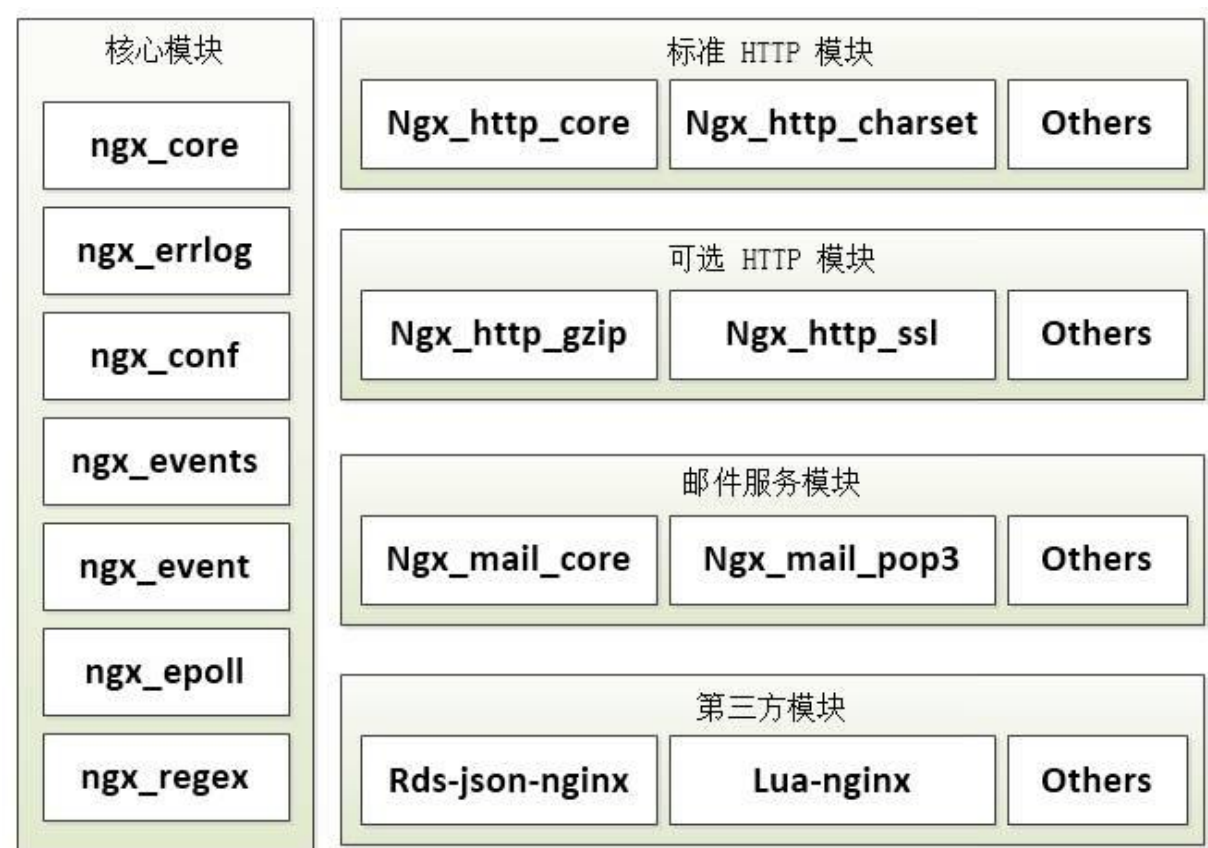 核心模块
ngx_core
ngx_errlog
ngx_conf
ngx_events
ngx_event
ngx_epoll
ngx_regex
标准 HTTP 模块
Ngx_http_core
Ngx_http_charset
Others
可选 HTTP 模块
Ngx_http_gzip
Ngx_http_ssl
Others
邮件服务模块
Ngx_mail_core
Ngx_mail_pop3
Others
第三方模块
Rds-json-nginx
Lua-nginx
Others